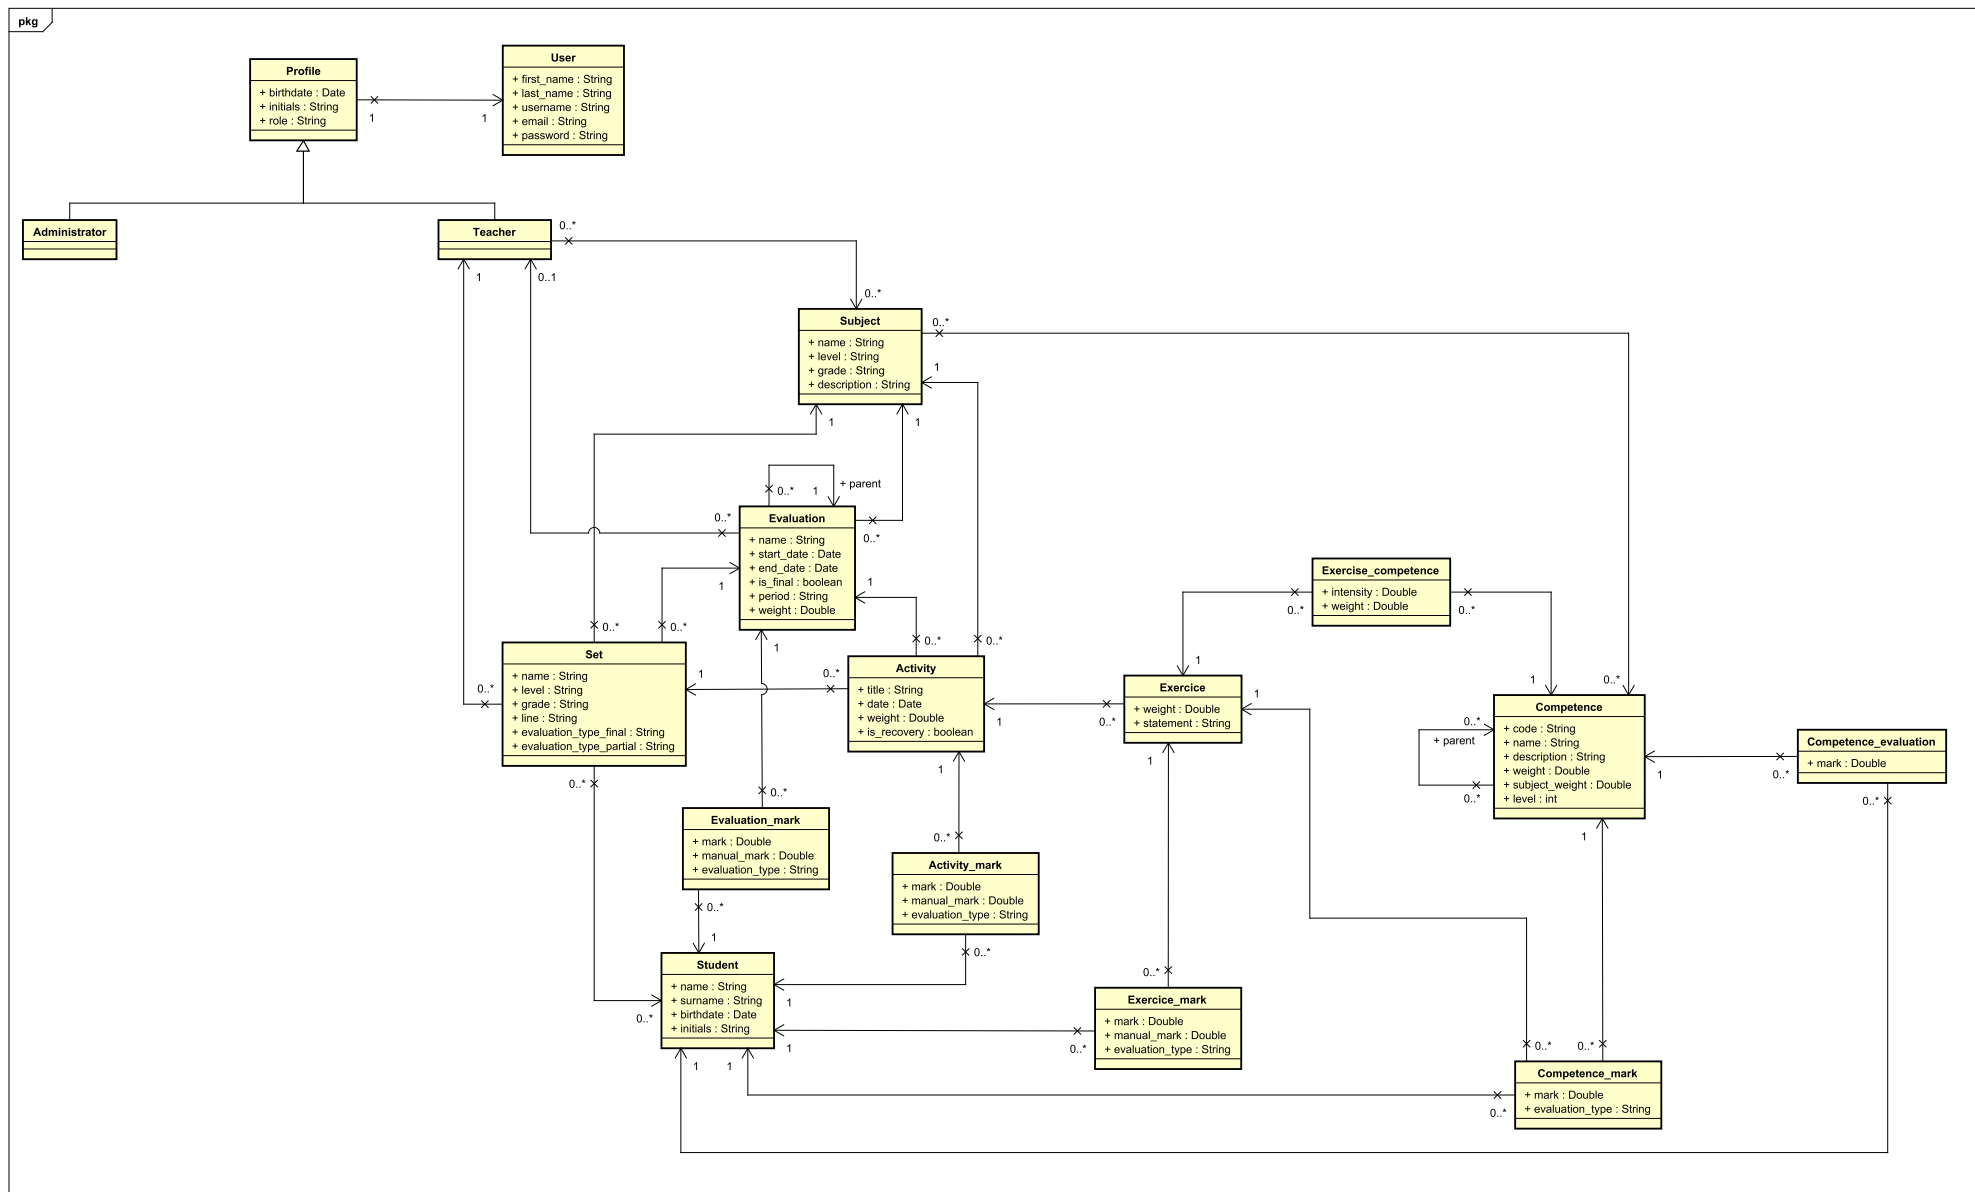 pkg
Profile
+ birthdate : Date
+ initials : String
+ role : String
1
1
User
+ first_name : String
+ last_name : String
+ username : String
+ email : String
+ password : String
Administrator
Teacher
0..*
1
0..1
0..*
Subject
+ name : String
+ level : String
+ grade : String
+ description : String
0..*
1
1
1
0..*
1
+ parent
Evaluation
+ name : String
+ start_date : Date
+ end_date : Date
+ is_final : boolean
+ period : String
+ weight : Double
0..*
0..*
1
1
1
0..*
0..*
0..*
0..*
Set
+ name : String
+ level : String
+ grade : String
+ line : String
+ evaluation_type_final : String
+ evaluation_type_partial : String
0..*
1
0..*
0..*
Activity
+ title : String
+ date : Date
+ weight : Double
+ is_recovery : boolean
1
0..*
1
Exercice
+ weight : Double
+ statement : String
1
1
1
Exercise_competence
+ intensity : Double
+ weight : Double
0..*
0..*
1
0..*
Competence
+ code : String
+ name : String
+ description : String
+ weight : Double
+ subject_weight : Double
+ level : int
0..*
+ parent
0..*
1
1
Competence_evaluation
+ mark : Double
0..*
0..*
0..*
Evaluation_mark
+ mark : Double
+ manual_mark : Double
+ evaluation_type : String
0..*
1
0..*
Activity_mark
+ mark : Double
+ manual_mark : Double
+ evaluation_type : String
0..*
Student
+ name : String
+ surname : String
+ birthdate : Date
+ initials : String
0..*
1
1
1
1
0..*
Exercice_mark
+ mark : Double
+ manual_mark : Double
+ evaluation_type : String
0..*
0..*
0..*
Competence_mark
+ mark : Double
+ evaluation_type : String
0..*